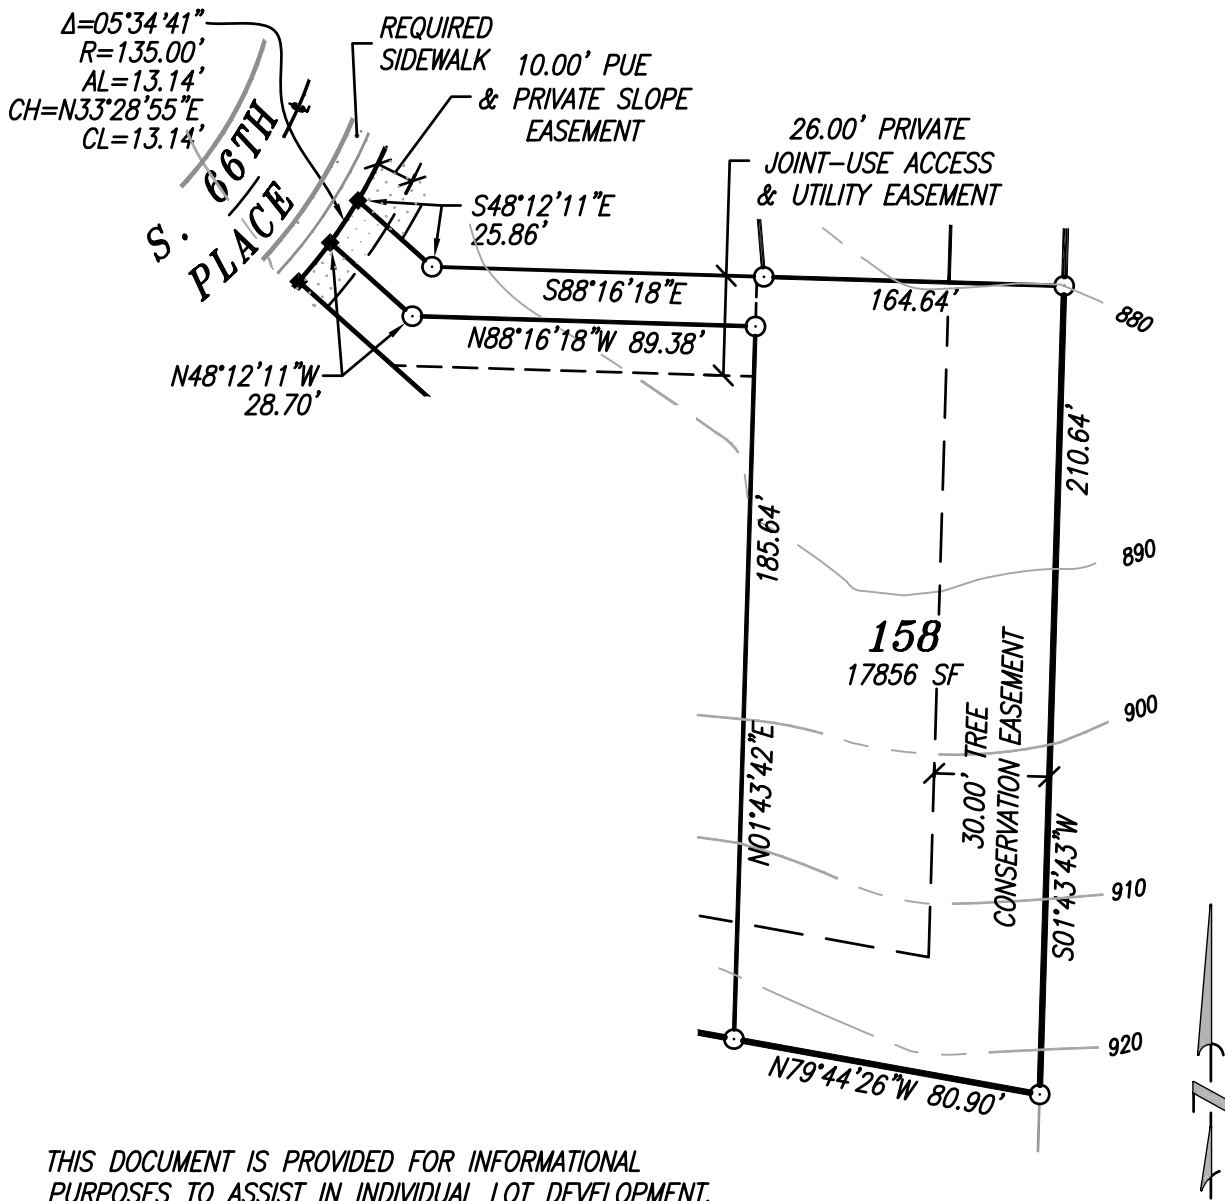 Δ=05°34'41"
R=135.00'
AL=13.14'
CH=N33°28'55"E
CL=13.14'
REQUIRED
SIDEWALK
10.00' PUE
& PRIVATE SLOPE
EASEMENT
26.00' PRIVATE
JOINT-USE ACCESS
& UTILITY EASEMENT
S. 66TH
PLACE
S48°12'11"E
25.86'
S88°16'18"E
164.64'
N88°16'18"W 89.38'
N48°12'11"W
28.70'
880
210.64'
185.64'
890
158
17856 SF
30.00' TREE
CONSERVATION EASEMENT
900
N01°43'42"E
S01°43'43"W
910
920
N79°44'26"W 80.90'
THIS DOCUMENT IS PROVIDED FOR INFORMATIONAL
PURPOSES TO ASSIST IN INDIVIDUAL LOT DEVELOPMENT.